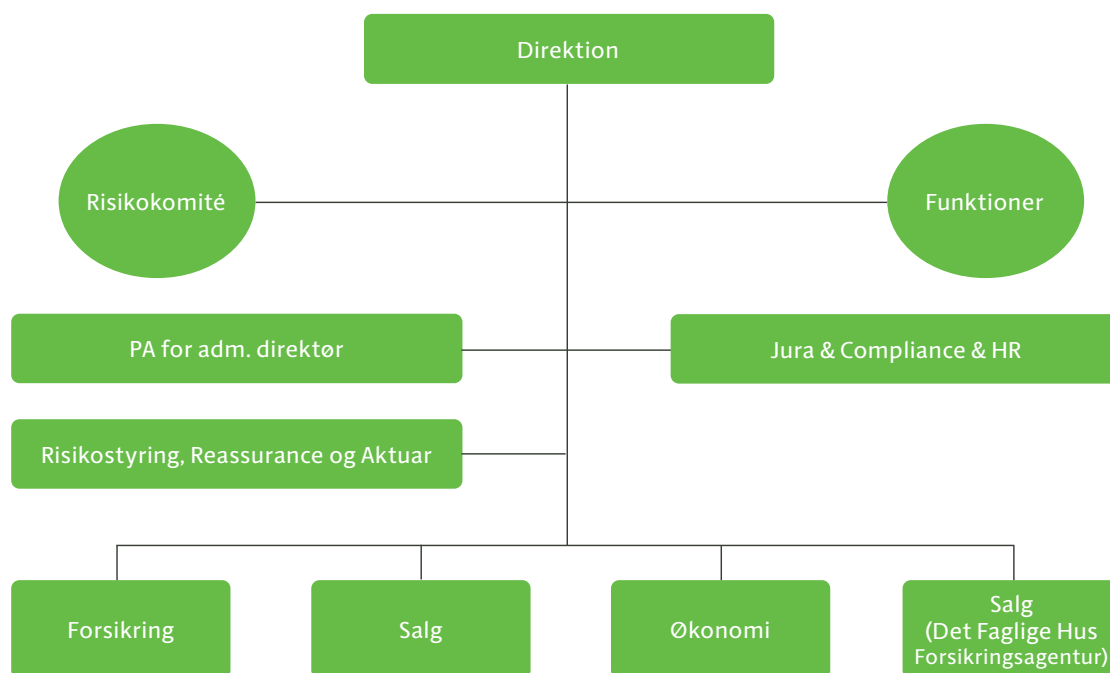 Direktion
Risikokomité
Funktioner
PA for adm. direktør
Jura & Compliance & HR
Risikostyring, Reassurance og Aktuar
Forsikring
Salg
Økonomi
Salg
(Det Faglige Hus
Forsikringsagentur)